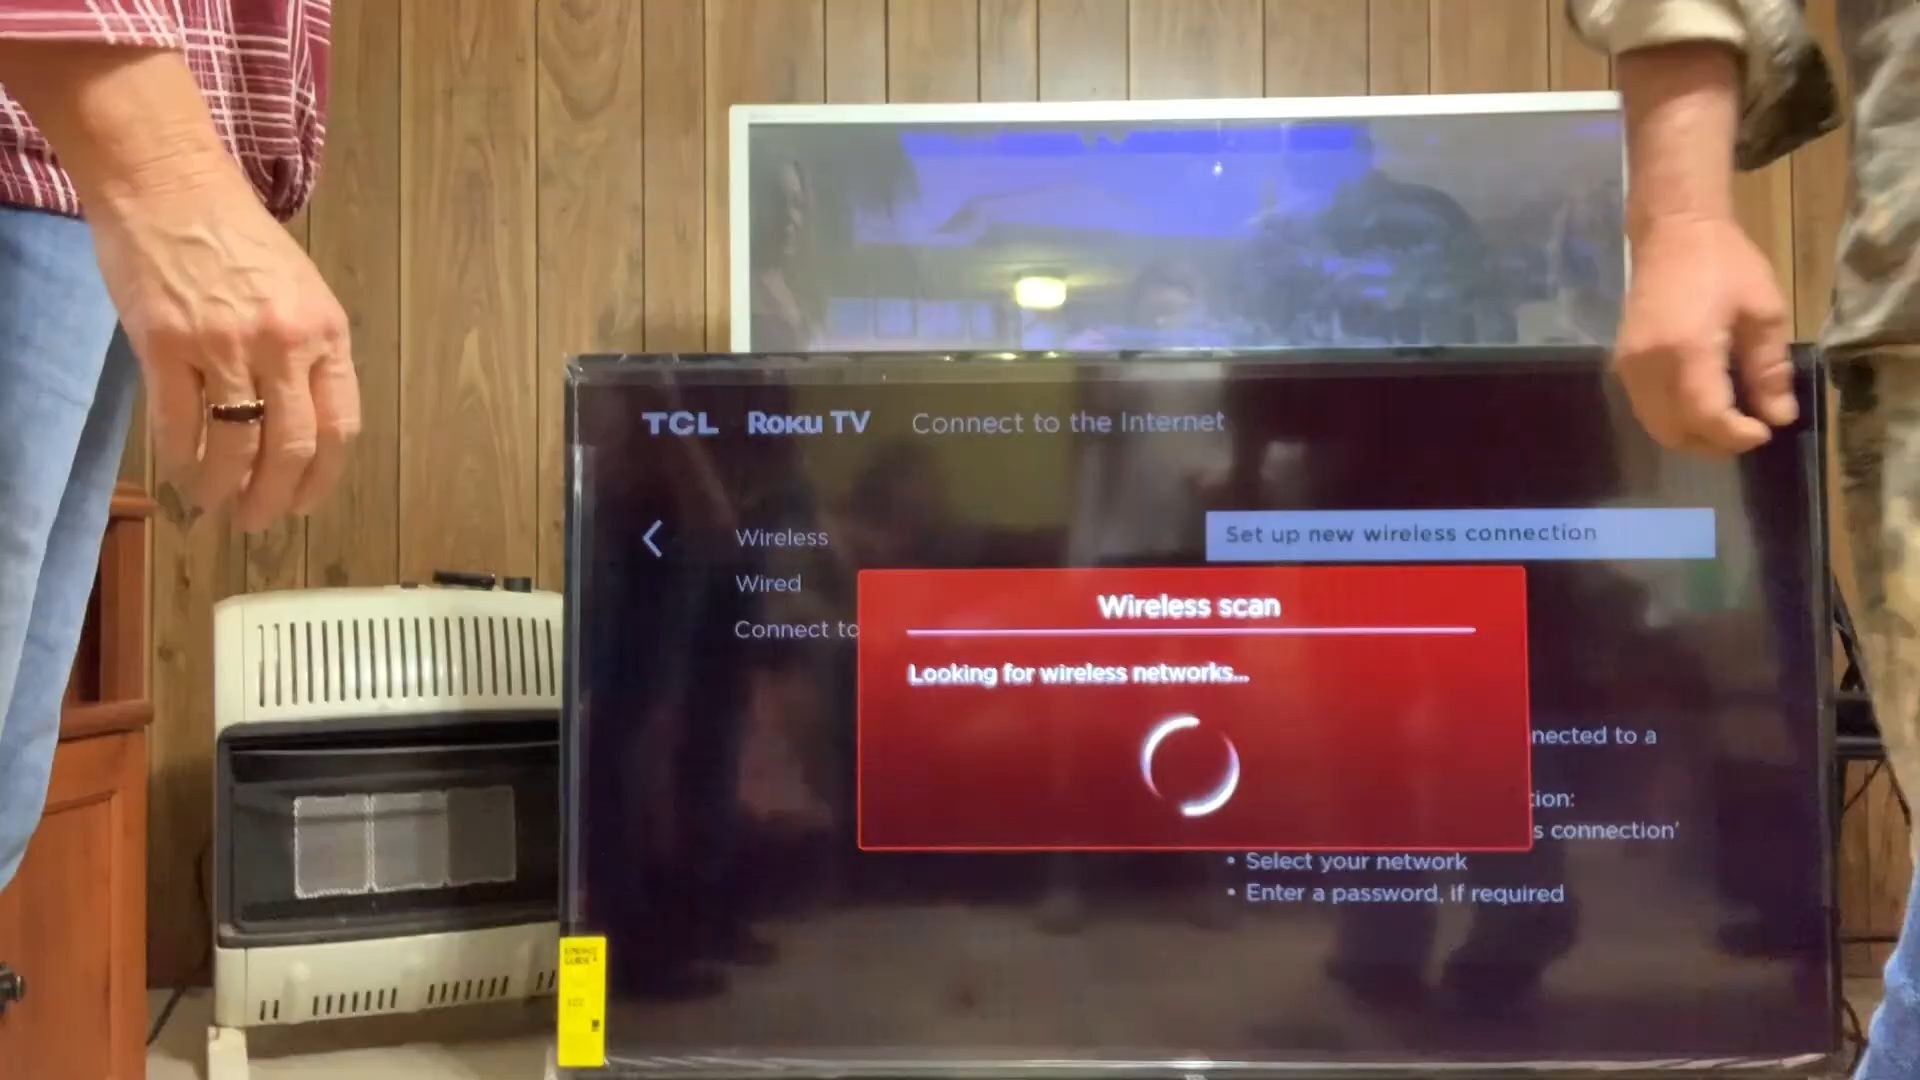 TCL Roku TV Connect to the Internet
Wireless
Set up new wireless connection
Wired
Connect to
Wireless scan
Looking for wireless networks...
nected to a
tion:
s connection'
• Select your network
• Enter a password, if required